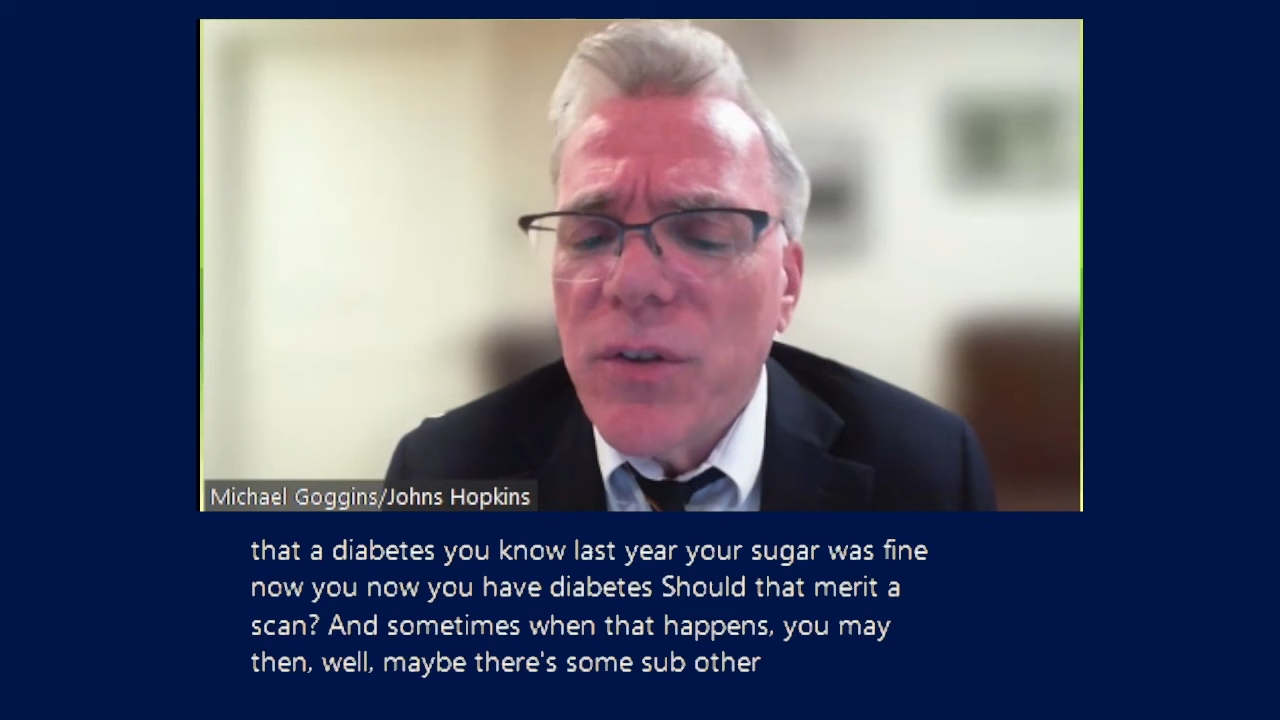 Michael Goggins/Johns Hopkins
that a diabetes you know last year your sugar was fine
now you now you have diabetes Should that merit a
scan? And sometimes when that happens, you may
then, well, maybe there's some sub other